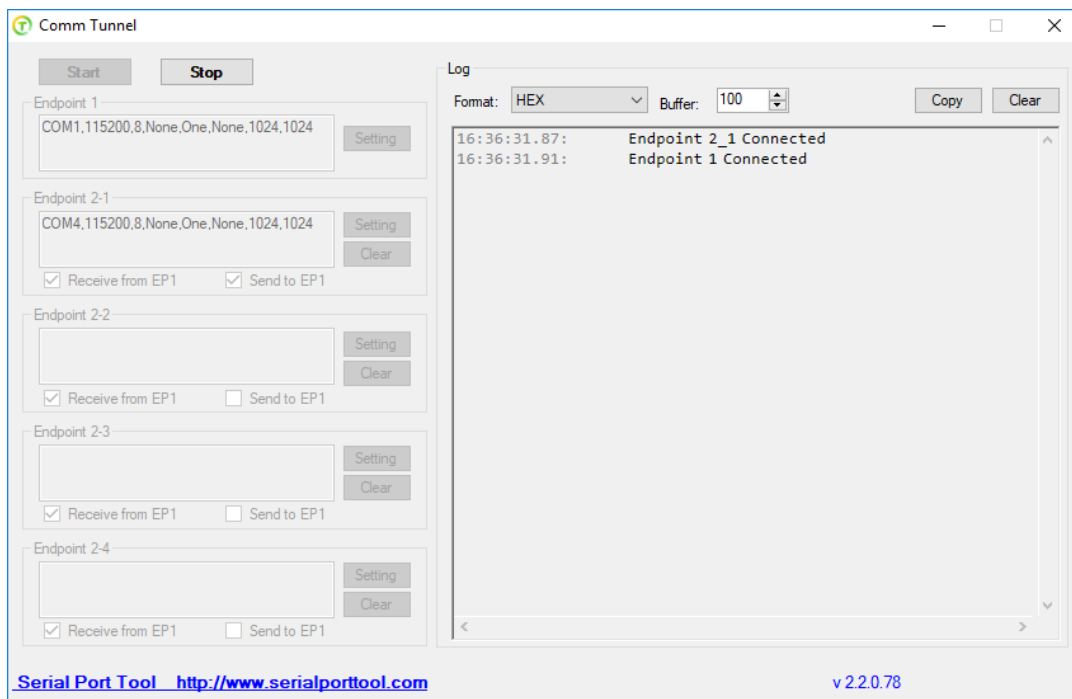 Comm Tunnel
Start Stop
Endpoint 1
COM1,115200,8,None,One,None,1024,1024
Setting
Endpoint 2-1
COM4,115200,8,None,One,None,1024,1024
Setting
Clear
Receive from EP1 Send to EP1
Endpoint 2-2
Setting
Clear
Receive from EP1 Send to EP1
Endpoint 2-3
Setting
Clear
Receive from EP1 Send to EP1
Endpoint 2-4
Setting
Clear
Receive from EP1 Send to EP1
Log
Format: HEX Buffer: 100 Copy Clear
16:36:31.87: Endpoint 2_1 Connected
16:36:31.91: Endpoint 1 Connected
Serial Port Tool http://www.serialporttool.com
v 2.2.0.78